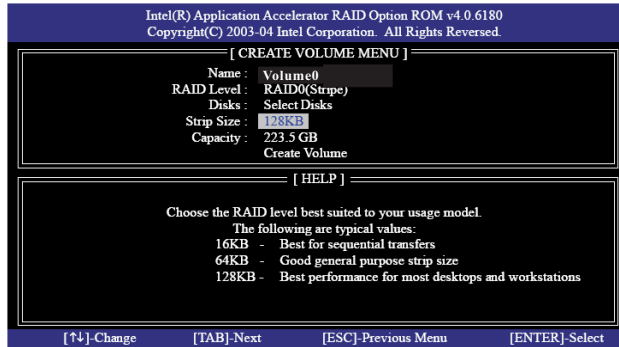 Intel(R) Application Accelerator RAID Option ROM v4.0.6180
Copyright(C) 2003-04 Intel Corporation. All Rights Reversed.
[ CREATE VOLUME MENU ]
Name : Volume0
RAID Level : RAID0(Stripe)
Disks : Select Disks
Strip Size : 128KB
Capacity : 223.5 GB
Create Volume
[ HELP ]
Choose the RAID level best suited to your usage model.
The following are typical values:
16KB - Best for sequential transfers
64KB - Good general purpose strip size
128KB - Best performance for most desktops and workstations
[↑↓]-Change [TAB]-Next [ESC]-Previous Menu [ENTER]-Select